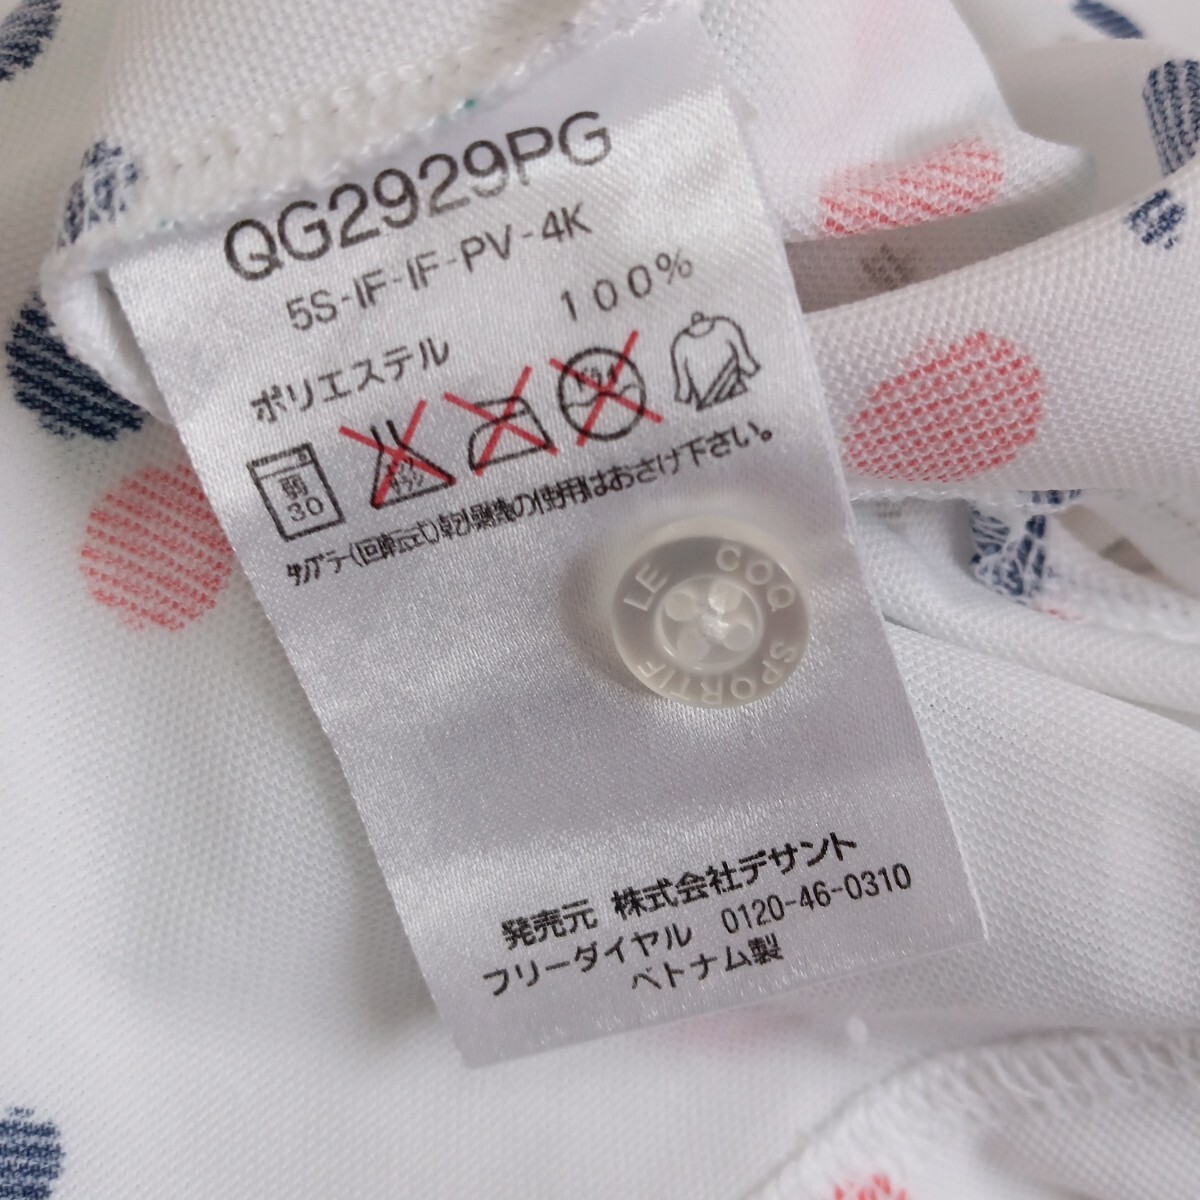 QG2929PG
5S-IF-IF-PV-4K
ポリエステル 100%
弱
30
タンブラー(回転式)乾燥機の使用はおさけ下さい。
LE COQ SPORTIF
発売元 株式会社デサント
フリーダイヤル 0120-46-0310
ベトナム製